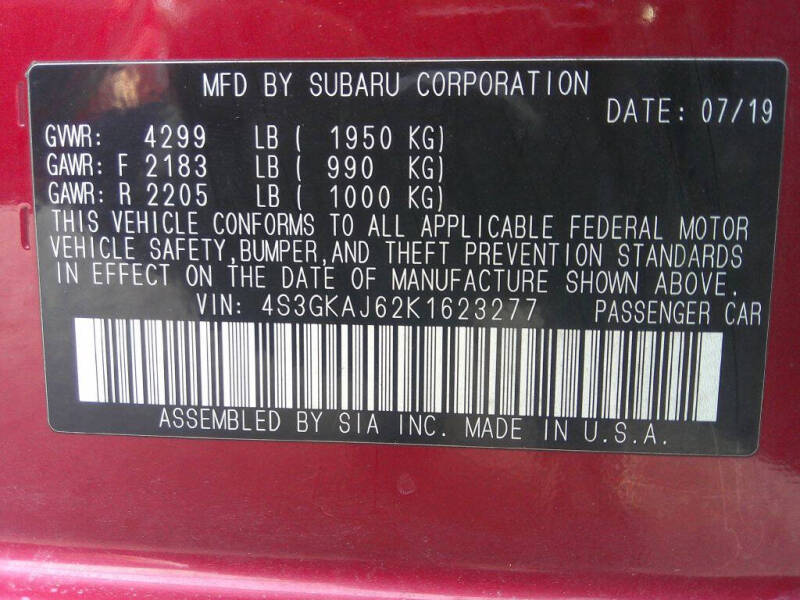 MFD BY SUBARU CORPORATION
DATE: 07/19
GVWR: 4299 LB ( 1950 KG)
GAWR: F 2183 LB ( 990 KG)
GAWR: R 2205 LB ( 1000 KG)
THIS VEHICLE CONFORMS TO ALL APPLICABLE FEDERAL MOTOR
VEHICLE SAFETY,BUMPER,AND THEFT PREVENTION STANDARDS
IN EFFECT ON THE DATE OF MANUFACTURE SHOWN ABOVE.
VIN: 4S3GKAJ62K1623277 PASSENGER CAR
ASSEMBLED BY SIA INC. MADE IN U.S.A.